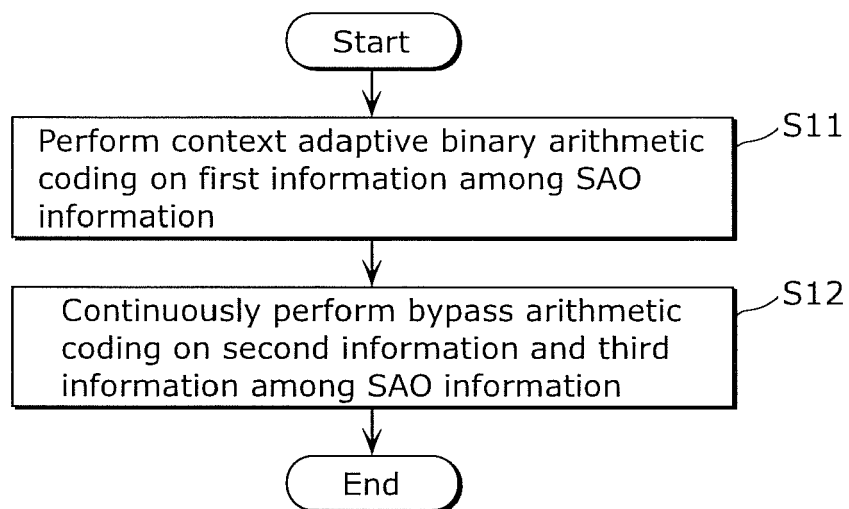 Start
Perform context adaptive binary arithmetic
coding on first information among SAO
information
S11
Continuously perform bypass arithmetic
coding on second information and third
information among SAO information
S12
End